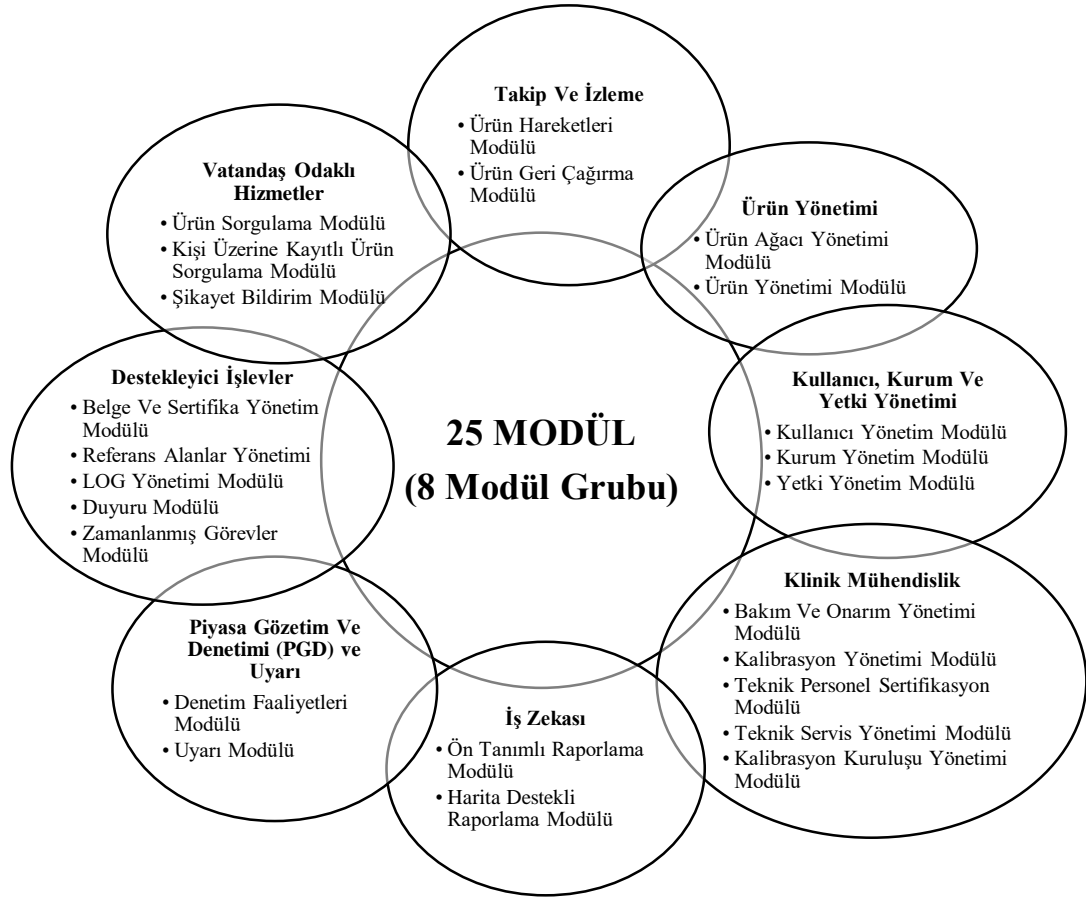 Takip Ve İzleme
• Ürün Hareketleri
Modülü
• Ürün Geri Çağırma
Modülü
Ürün Yönetimi
• Ürün Ağacı Yönetimi
Modülü
• Ürün Yönetimi Modülü
Kullanıcı, Kurum Ve
Yetki Yönetimi
• Kullanıcı Yönetim Modülü
• Kurum Yönetim Modülü
• Yetki Yönetim Modülü
Klinik Mühendislik
• Bakım Ve Onarım Yönetimi
Modülü
• Kalibrasyon Yönetimi Modülü
• Teknik Personel Sertifikasyon
Modülü
• Teknik Servis Yönetimi Modülü
• Kalibrasyon Kuruluşu Yönetimi
Modülü
İş Zekası
• Ön Tanımlı Raporlama
Modülü
• Harita Destekli
Raporlama Modülü
Piyasa Gözetim Ve
Denetimi (PGD) ve
Uyarı
• Denetim Faaliyetleri
Modülü
• Uyarı Modülü
Destekleyici İşlevler
• Belge Ve Sertifika Yönetim
Modülü
• Referans Alanlar Yönetimi
• LOG Yönetimi Modülü
• Duyuru Modülü
• Zamanlanmış Görevler
Modülü
Vatandaş Odaklı
Hizmetler
• Ürün Sorgulama Modülü
• Kişi Üzerine Kayıtlı Ürün
Sorgulama Modülü
• Şikayet Bildirim Modülü
25 MODÜL
(8 Modül Grubu)